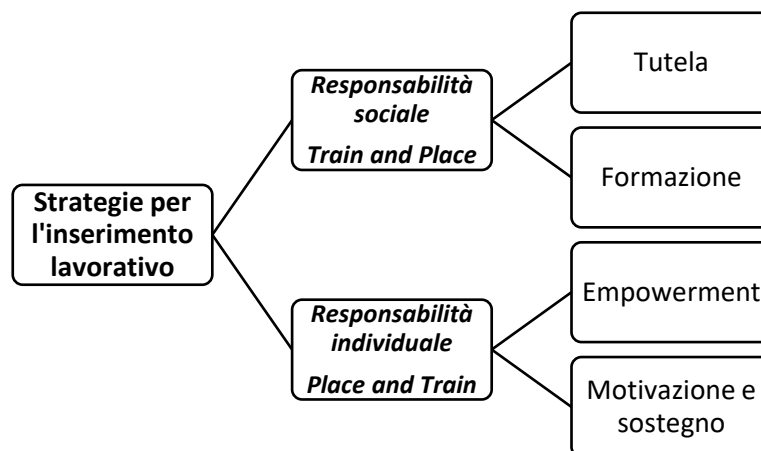 Strategie per
l'inserimento
lavorativo
Responsabilità
sociale
Train and Place
Tutela
Formazione
Responsabilità
individuale
Place and Train
Empowerment
Motivazione e
sostegno